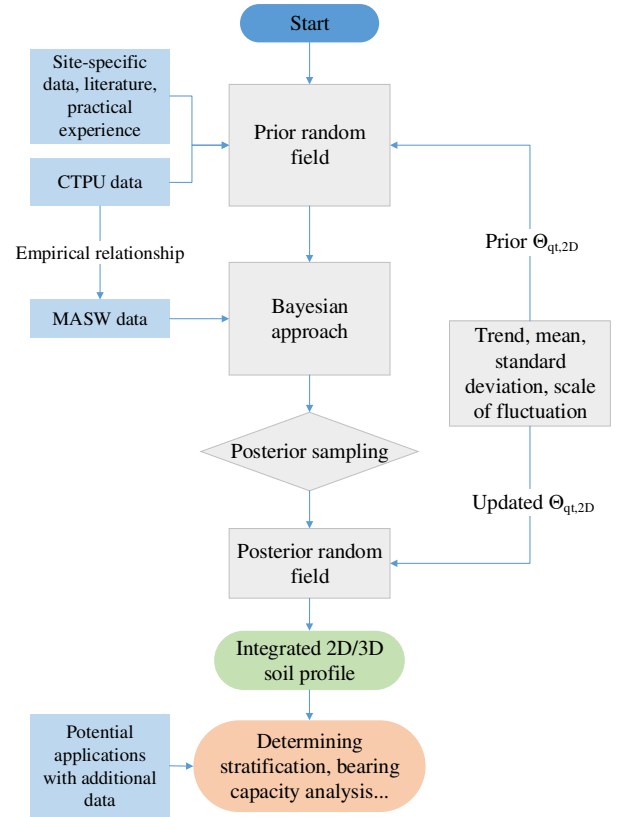 Start
Site-specific
data, literature,
practical
experience
Prior random
field
CTPU data
Prior Θqt,2D
Empirical relationship
Bayesian
approach
MASW data
Trend, mean,
standard
deviation, scale
of fluctuation
Posterior sampling
Updated Θqt,2D
Posterior random
field
Integrated 2D/3D
soil profile
Potential
applications
with additional
data
Determining
stratification, bearing
capacity analysis...